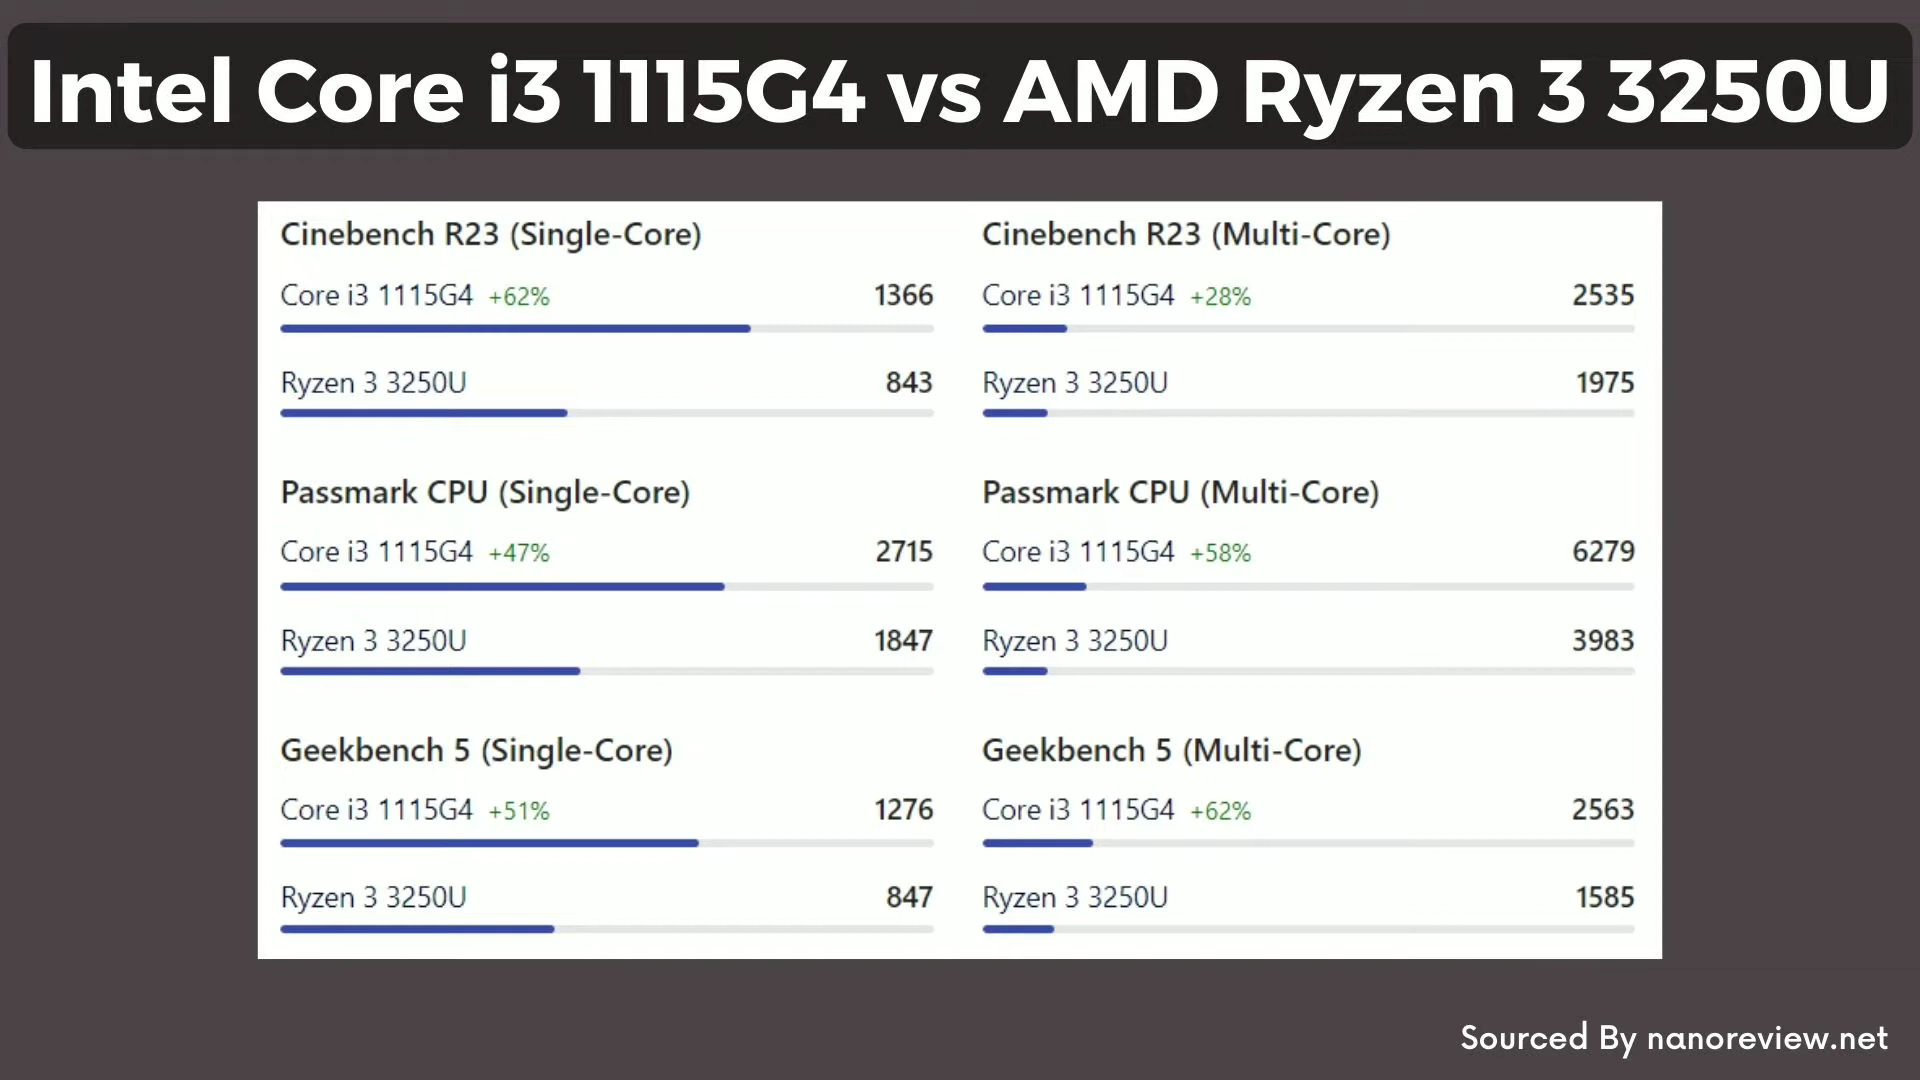 Intel Core i3 1115G4 vs AMD Ryzen 3 3250U
Cinebench R23 (Single-Core)
Core i3 1115G4 +62% 1366
Ryzen 3 3250U 843
Cinebench R23 (Multi-Core)
Core i3 1115G4 +28% 2535
Ryzen 3 3250U 1975
Passmark CPU (Single-Core)
Core i3 1115G4 +47% 2715
Ryzen 3 3250U 1847
Passmark CPU (Multi-Core)
Core i3 1115G4 +58% 6279
Ryzen 3 3250U 3983
Geekbench 5 (Single-Core)
Core i3 1115G4 +51% 1276
Ryzen 3 3250U 847
Geekbench 5 (Multi-Core)
Core i3 1115G4 +62% 2563
Ryzen 3 3250U 1585
Sourced By nanoreview.net